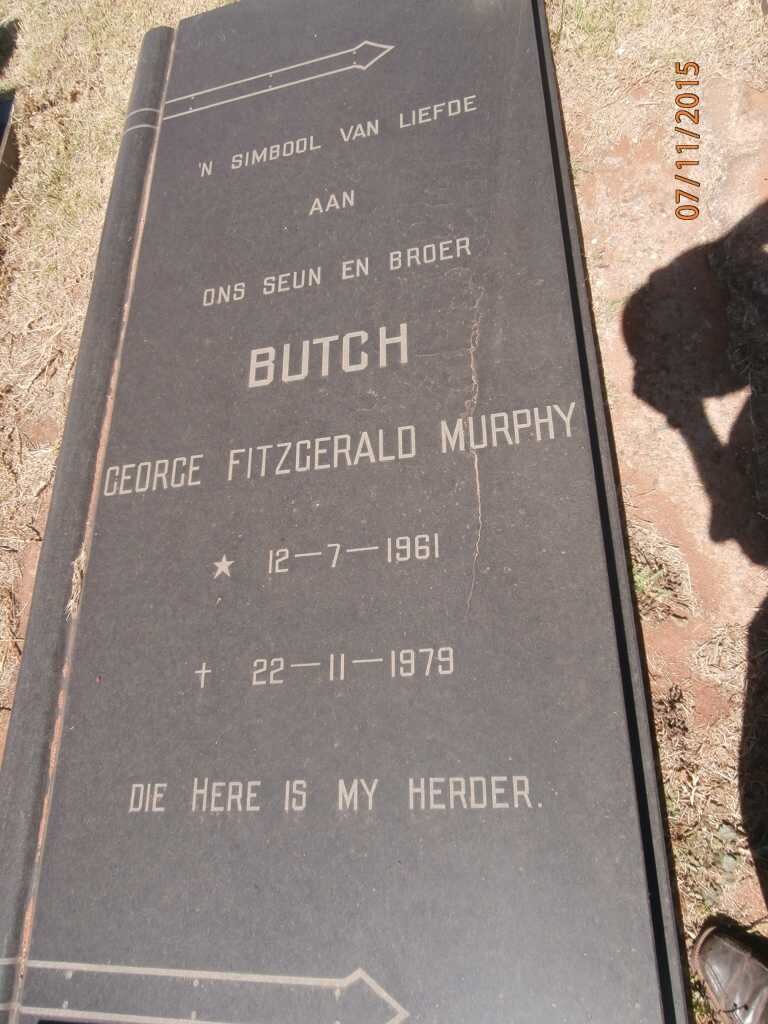 'N SIMBOOL VAN LIEFDE
AAN
ONS SEUN EN BROER
BUTCH
GEORGE FITZGERALD MURPHY
★ 12-7-1961
† 22-11-1979
DIE HERE IS MY HERDER.
07/11/2015